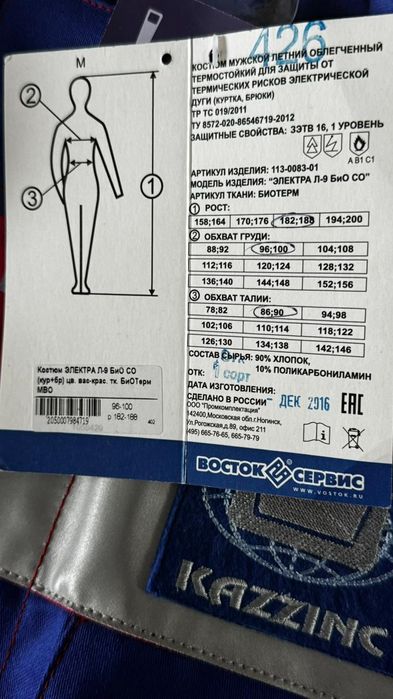 426
КОСТЮМ МУЖСКОЙ ЛЕТНИЙ ОБЛЕГЧЕННЫЙ
ТЕРМОСТОЙКИЙ ДЛЯ ЗАЩИТЫ ОТ
ТЕРМИЧЕСКИХ РИСКОВ ЭЛЕКТРИЧЕСКОЙ
ДУГИ (КУРТКА, БРЮКИ)
ТР ТС 019/2011
ТУ 8572-020-86546719-2012
ЗАЩИТНЫЕ СВОЙСТВА: ЗЭТВ 16, 1 УРОВЕНЬ
A B1 C1
АРТИКУЛ ИЗДЕЛИЯ: 113-0083-01
МОДЕЛЬ ИЗДЕЛИЯ: "ЭЛЕКТРА Л-9 БиО СО"
АРТИКУЛ ТКАНИ: БИОТЕРМ
1 РОСТ:
158;164 170;176 182;188 194;200
2 ОБХВАТ ГРУДИ:
88;92 96;100 104;108
112;116 120;124 128;132
136;140 144;148 152;156
3 ОБХВАТ ТАЛИИ:
78;82 86;90 94;98
102;106 110;114 118;122
126;130 134;138 142;146
СОСТАВ СЫРЬЯ: 90% ХЛОПОК,
10% ПОЛИКАРБОНИЛАМИН
ОТК: 1 сорт
ДАТА ИЗГОТОВЛЕНИЯ:
СДЕЛАНО В РОССИИ ДЕК 2016 EAC
ООО "Промкомплектация"
142400,Московская обл.г.Ногинск,
Ул.Рогожская д.89, офис 211
495) 665-76-65, 665-79-79
ВОСТОК СЕРВИС
WWW.VOSTOK.RU
М
2
3
1
Костюм ЭЛЕКТРА Л-9 БиО СО
(кур+бр) цв. вас-крас. тк. БиОТерм
МВО
96-100
2050007984719 р 182-188 402
KAZZINC